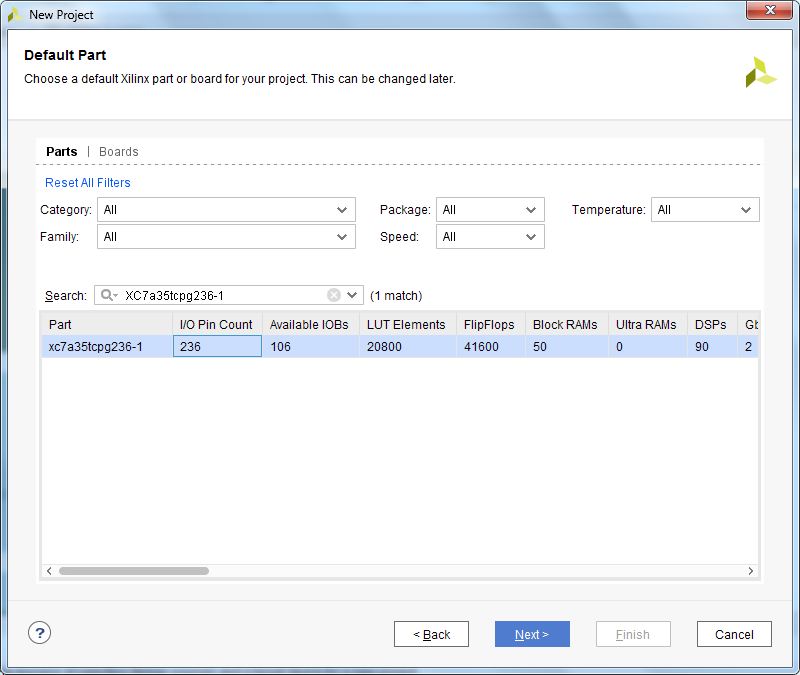 New Project
Default Part
Choose a default Xilinx part or board for your project. This can be changed later.
Parts | Boards
Reset All Filters
Category: All Package: All Temperature: All
Family: All Speed: All
Search: XC7a35tcpg236-1 (1 match)
Part I/O Pin Count Available IOBs LUT Elements FlipFlops Block RAMs Ultra RAMs DSPs Gb
xc7a35tcpg236-1 236 106 20800 41600 50 0 90 2
? < Back Next > Finish Cancel